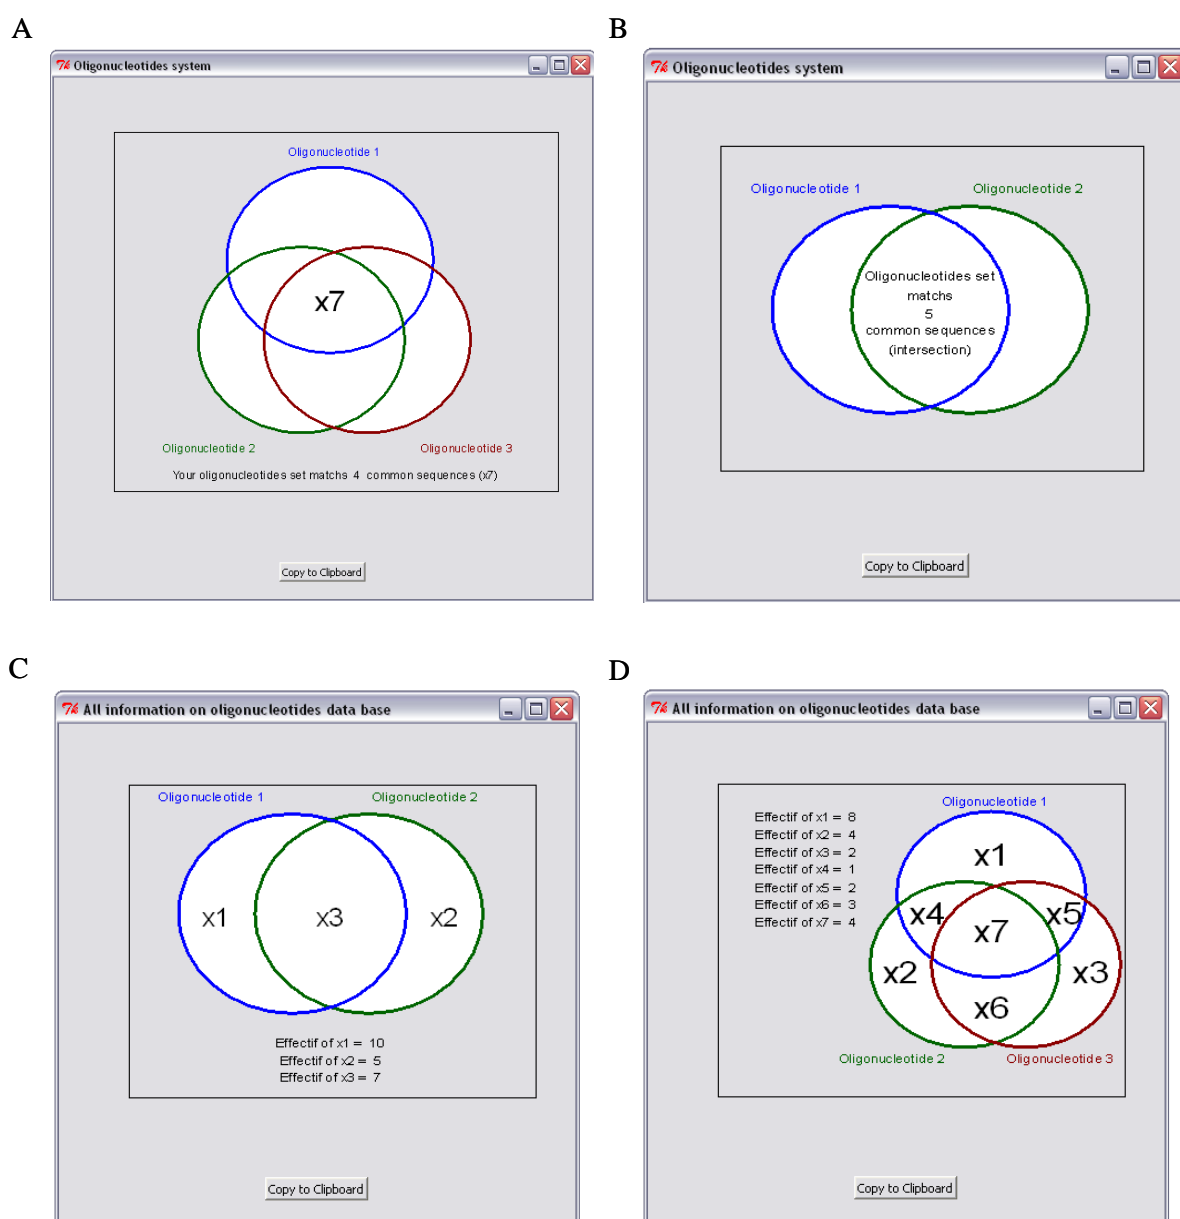 A
7% Oligonucleotides system
Oligonucleotide 1
x7
Oligonucleotide 2
Oligonucleotide 3
Your oligonucleotides set matchs 4 common sequences (x7)
Copy to Clipboard
B
7% Oligonucleotides system
Oligonucleotide 1
Oligonucleotide 2
Oligonucleotides set
matchs
5
common sequences
(intersection)
Copy to Clipboard
C
7% All information on oligonucleotides data base
Oligonucleotide 1
Oligonucleotide 2
x1
x3
x2
Effectif of x1 = 10
Effectif of x2 = 5
Effectif of x3 = 7
Copy to Clipboard
D
7% All information on oligonucleotides data base
Oligonucleotide 1
Effectif of x1 = 8
Effectif of x2 = 4
Effectif of x3 = 2
Effectif of x4 = 1
Effectif of x5 = 2
Effectif of x6 = 3
Effectif of x7 = 4
x1
x4
x5
x7
x2
x3
x6
Oligonucleotide 2
Oligonucleotide 3
Copy to Clipboard